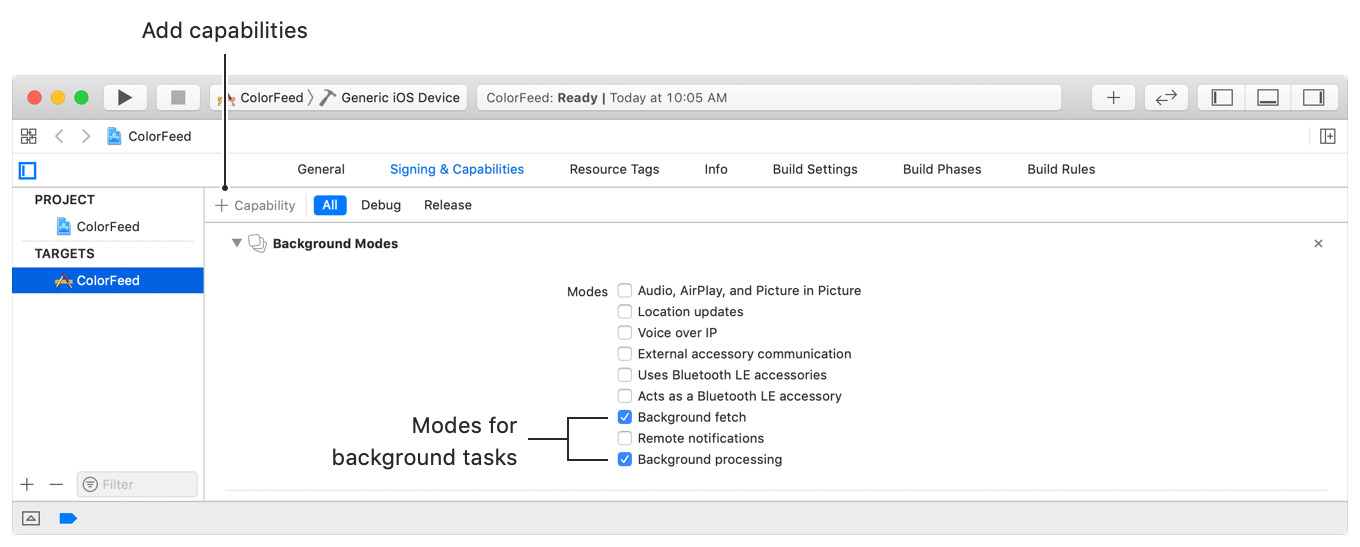 Add capabilities
ColorFeed Generic iOS Device ColorFeed: Ready | Today at 10:05 AM
ColorFeed
General Signing & Capabilities Resource Tags Info Build Settings Build Phases Build Rules
PROJECT
ColorFeed
TARGETS
ColorFeed
+ Capability All Debug Release
Background Modes
Modes
Audio, AirPlay, and Picture in Picture
Location updates
Voice over IP
External accessory communication
Uses Bluetooth LE accessories
Acts as a Bluetooth LE accessory
Background fetch
Remote notifications
Background processing
Modes for
background tasks
Filter